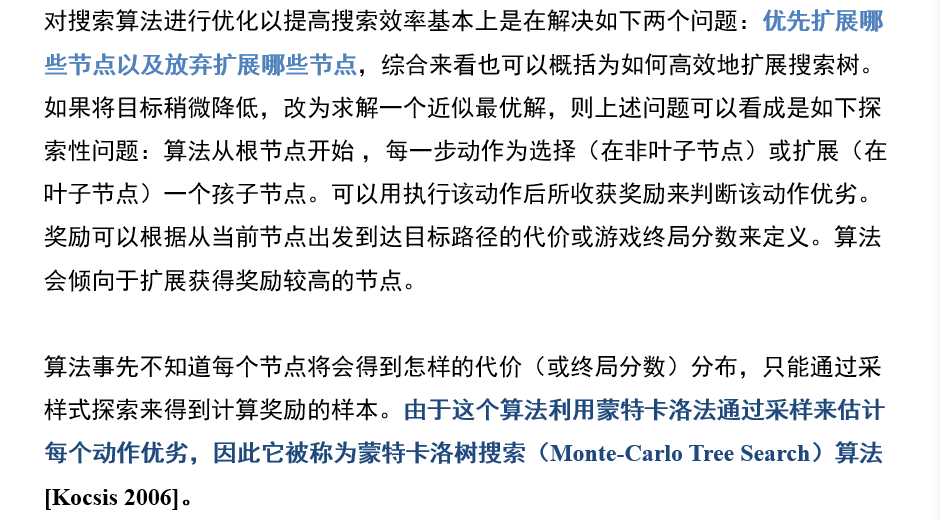 对搜索算法进行优化以提高搜索效率基本上是在解决如下两个问题：优先扩展哪
些节点以及放弃扩展哪些节点，综合来看也可以概括为如何高效地扩展搜索树。
如果将目标稍微降低，改为求解一个近似最优解，则上述问题可以看成是如下探
索性问题：算法从根节点开始 ，每一步动作为选择（在非叶子节点）或扩展（在
叶子节点）一个孩子节点。可以用执行该动作后所收获奖励来判断该动作优劣。
奖励可以根据从当前节点出发到达目标路径的代价或游戏终局分数来定义。算法
会倾向于扩展获得奖励较高的节点。
算法事先不知道每个节点将会得到怎样的代价（或终局分数）分布，只能通过采
样式探索来得到计算奖励的样本。由于这个算法利用蒙特卡洛法通过采样来估计
每个动作优劣，因此它被称为蒙特卡洛树搜索（Monte-Carlo Tree Search）算法
[Kocsis 2006]。